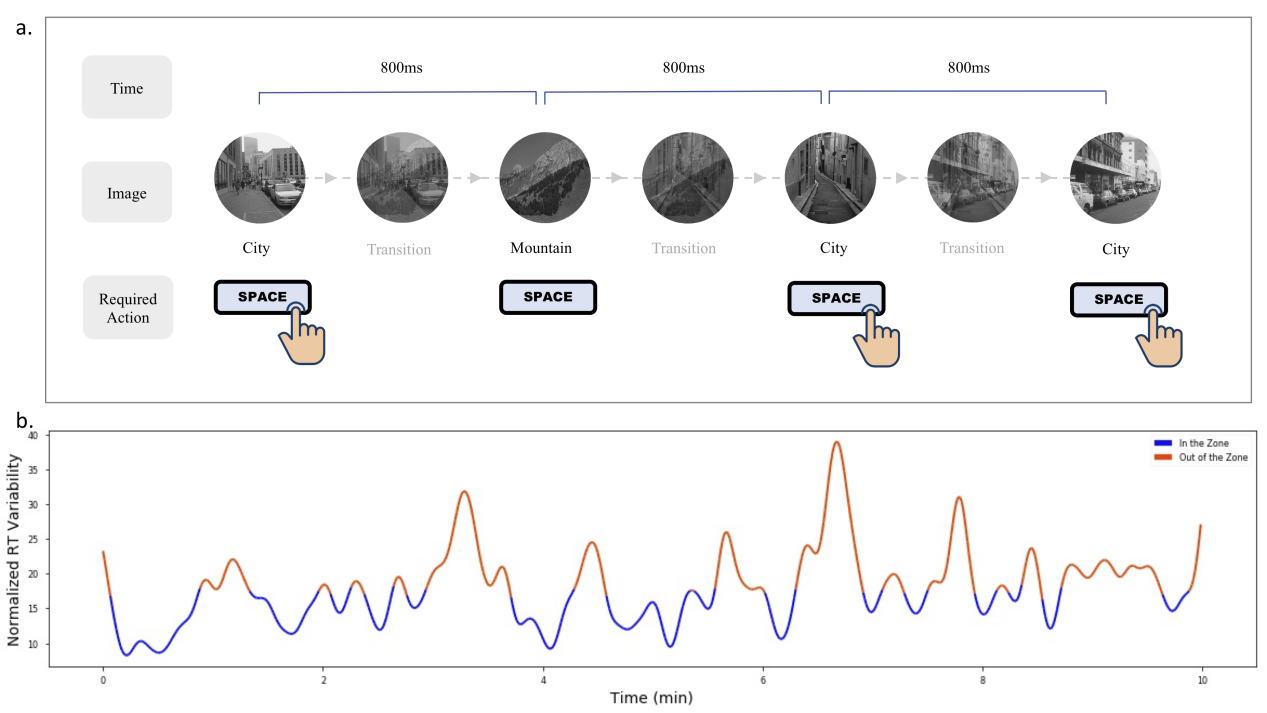 a.
Time
800ms
800ms
800ms
Image
City
Transition
Mountain
Transition
City
Transition
City
Required
Action
SPACE
SPACE
SPACE
SPACE
b.
Normalized RT Variability
40
35
30
25
20
15
10
In the Zone
Out of the Zone
0
2
4
6
8
10
Time (min)